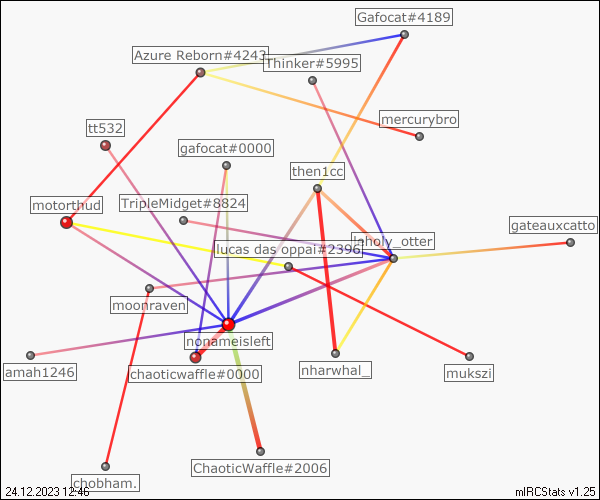 Gafocat#4189
Azure Reborn#4243
Thinker#5995
mercurybro
tt532
gafocat#0000
then1cc
motorthud
TripleMidget#8824
gateauxcatto
lucas das oppai#2396
moonraven
nonameisleft
amah1246
chaoticwaffle#0000
nharwhal_
mukszi
ChaoticWaffle#2006
chobham.
24.12.2023 12:46
mIRCStats v1.25